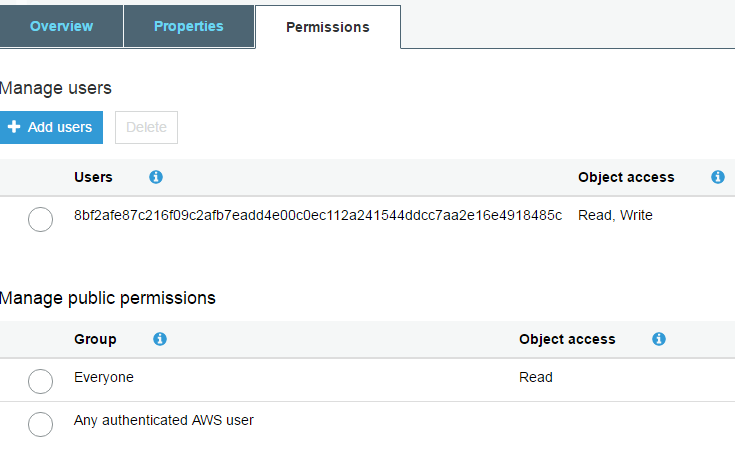 Overview Properties Permissions
Manage users
+ Add users Delete
Users Object access
8bf2afe87c216f09c2afb7eadd4e00c0ec112a241544ddcc7aa2e16e4918485c Read, Write
Manage public permissions
Group Object access
Everyone Read
Any authenticated AWS user